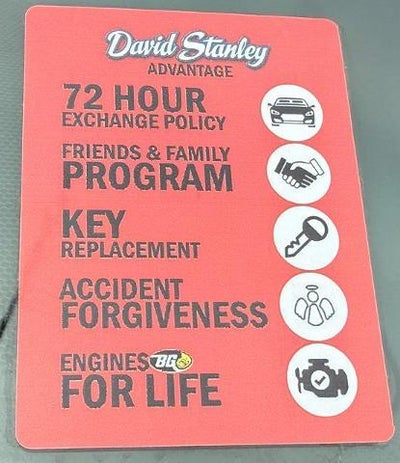 David Stanley
ADVANTAGE
72 HOUR
EXCHANGE POLICY
FRIENDS & FAMILY
PROGRAM
KEY
REPLACEMENT
ACCIDENT
FORGIVENESS
ENGINES BG
FOR LIFE